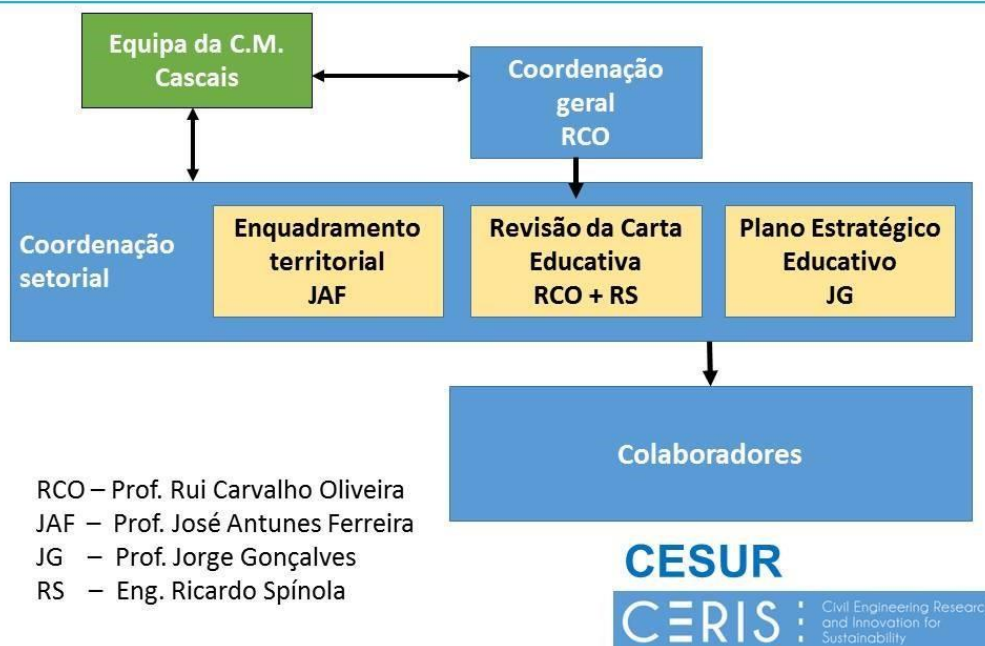 Equipa da C.M.
Cascais
Coordenação
geral
RCO
Coordenação
setorial
Enquadramento
territorial
JAF
Revisão da Carta
Educativa
RCO + RS
Plano Estratégico
Educativo
JG
Colaboradores
RCO – Prof. Rui Carvalho Oliveira
JAF – Prof. José Antunes Ferreira
JG – Prof. Jorge Gonçalves
RS – Eng. Ricardo Spínola
CESUR
CERIS
Civil Engineering Research
and Innovation for
Sustainability